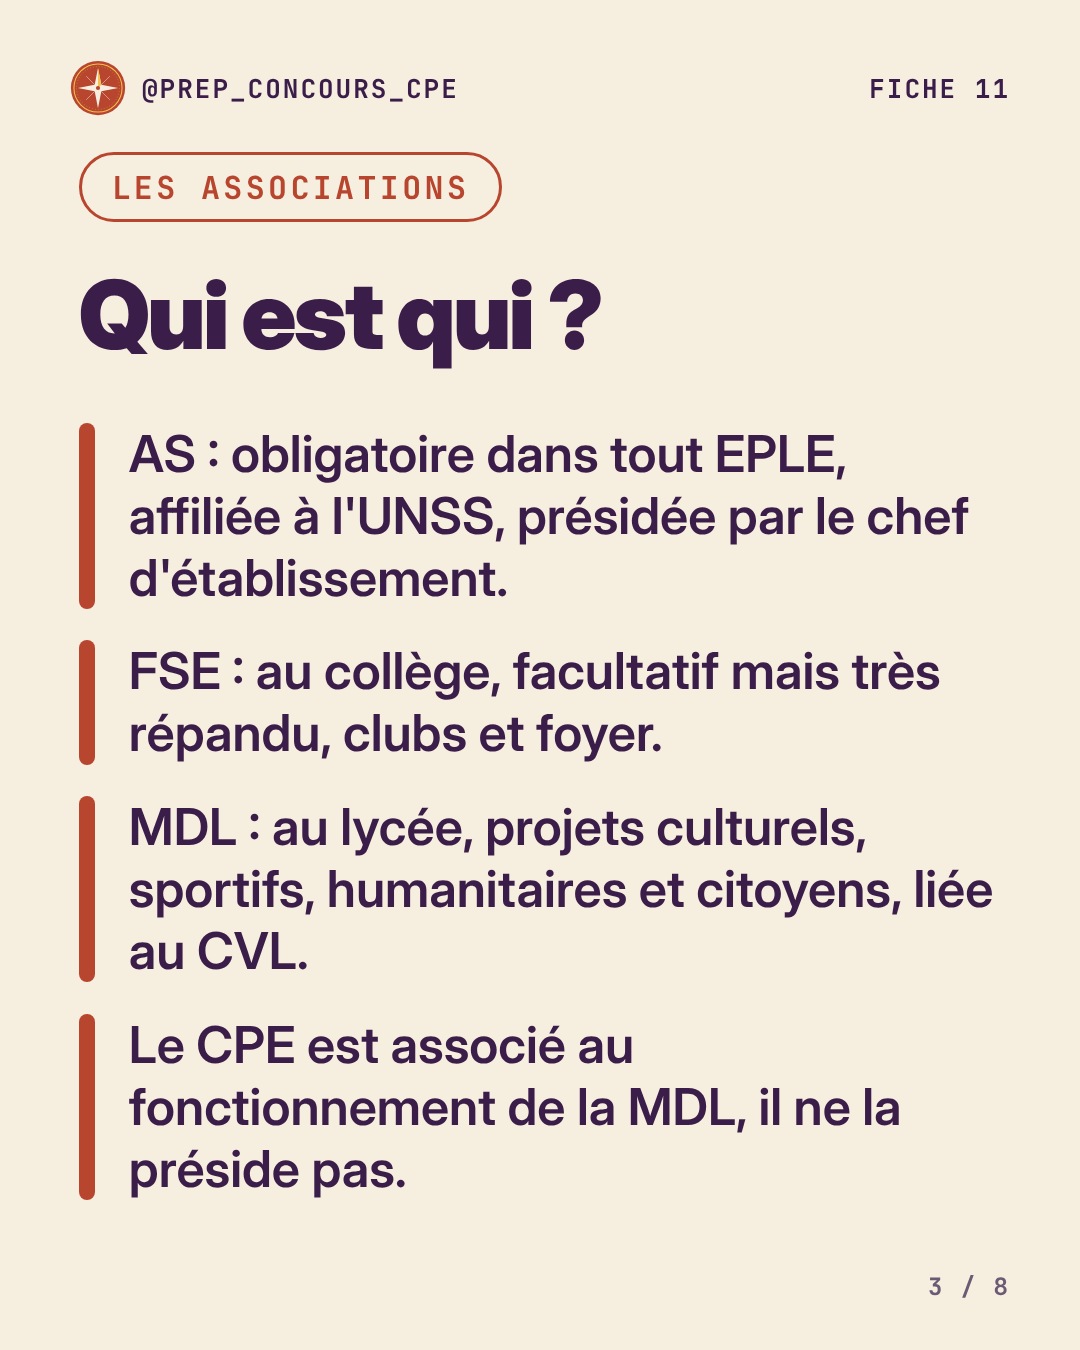 @PREP_CONCOURS_CPE
FICHE 11
LES ASSOCIATIONS
Qui est qui ?
AS : obligatoire dans tout EPLE,
affiliée à l'UNSS, présidée par le chef
d'établissement.
FSE : au collège, facultatif mais très
répandu, clubs et foyer.
MDL : au lycée, projets culturels,
sportifs, humanitaires et citoyens, liée
au CVL.
Le CPE est associé au
fonctionnement de la MDL, il ne la
préside pas.
3 / 8